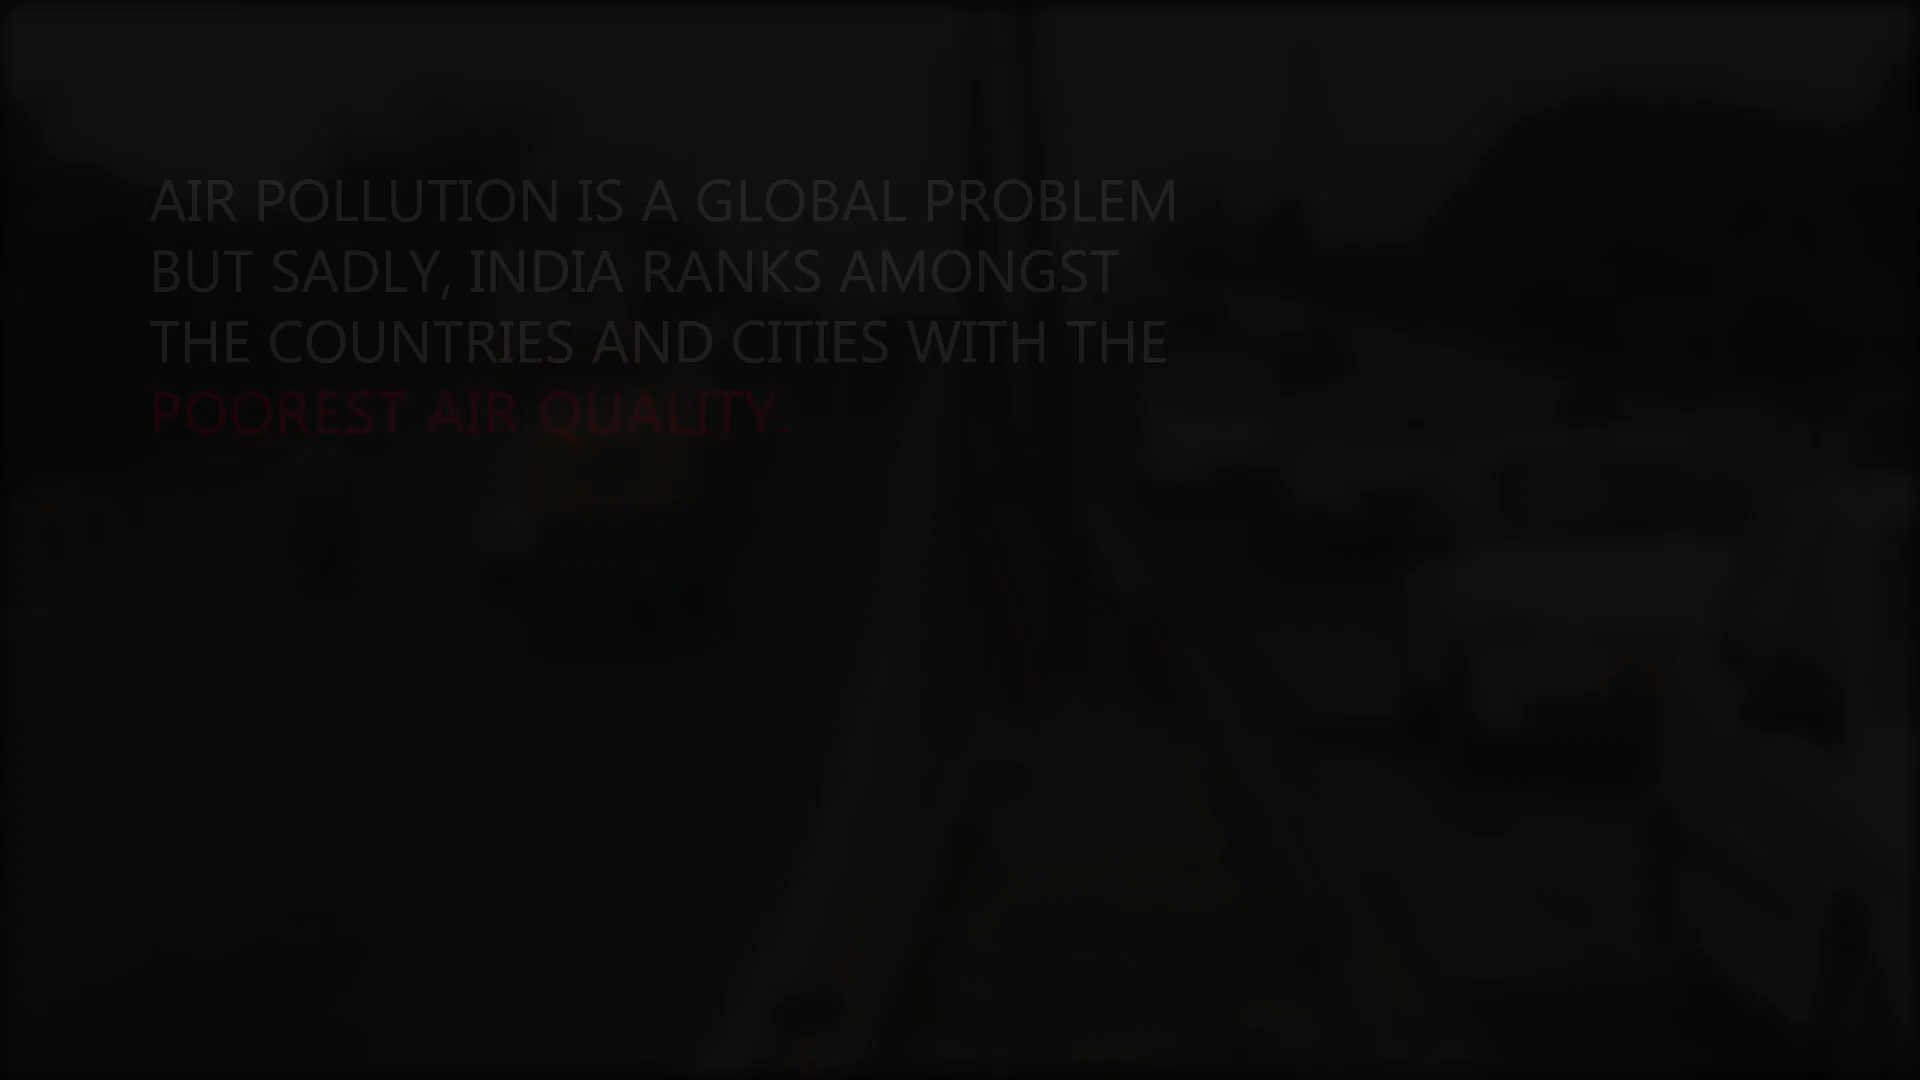 AIR POLLUTION IS A GLOBAL PROBLEM
BUT SADLY, INDIA RANKS AMONGST
THE COUNTRIES AND CITIES WITH THE
POOREST AIR QUALITY.